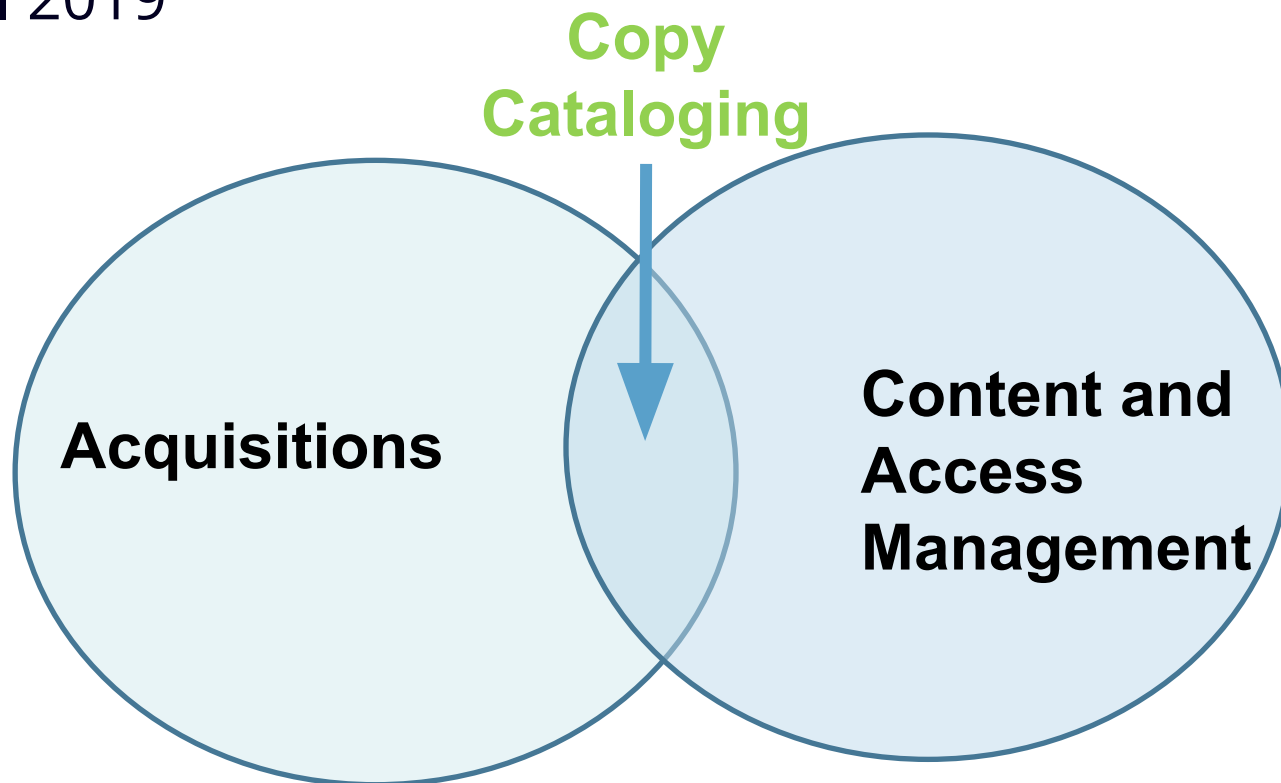 2019
Copy
Cataloging
Acquisitions
Content and
Access
Management